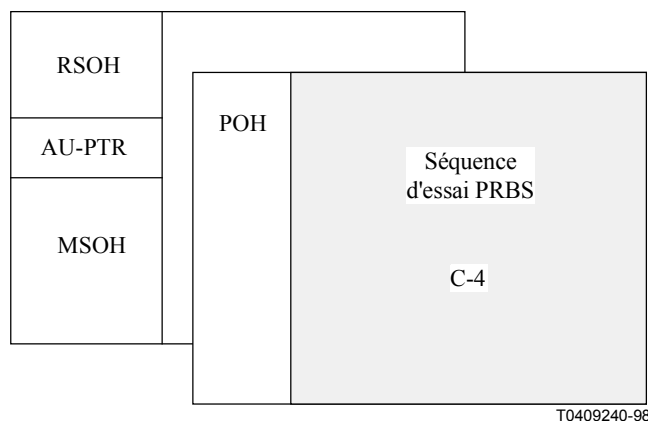 RSOH
POH
AU-PTR
Séquence
d'essai PRBS
MSOH
C-4
T0409240-98